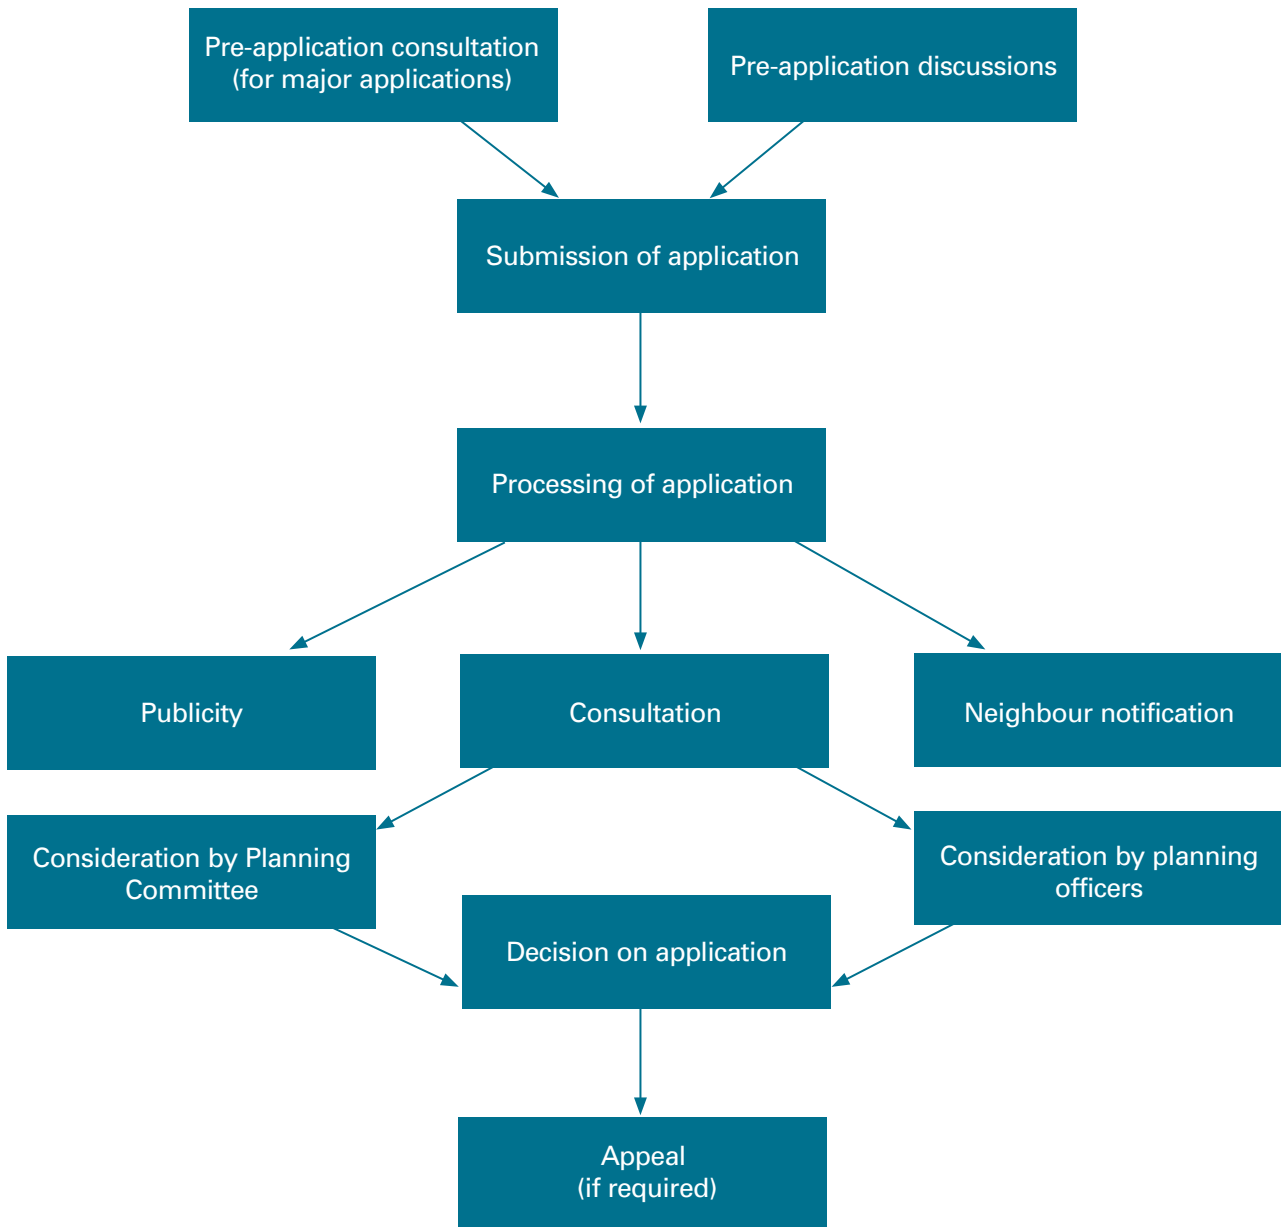 Pre-application consultation
(for major applications)
Pre-application discussions
Submission of application
Processing of application
Publicity
Consultation
Neighbour notification
Consideration by Planning
Committee
Consideration by planning
officers
Decision on application
Appeal
(if required)